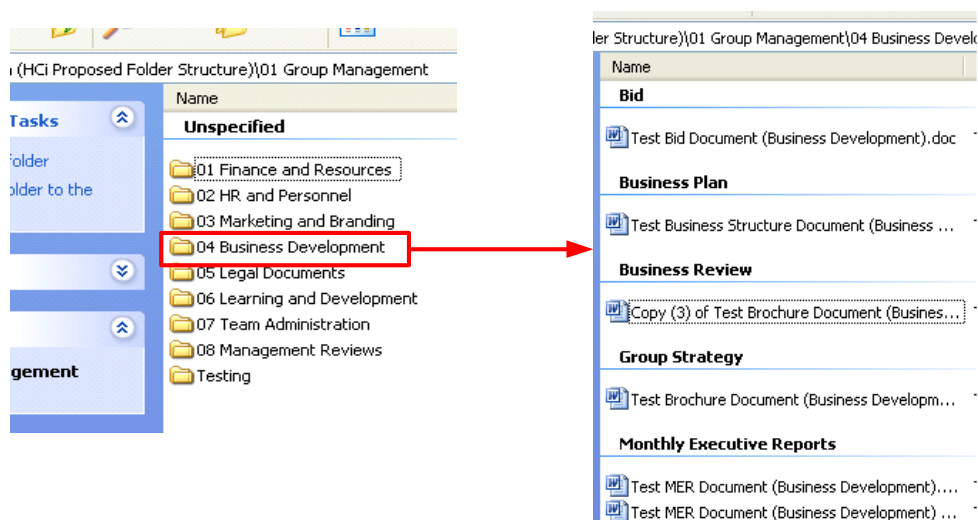 ı (HCi Proposed Folder Structure)\01 Group Management
Tasks
older
older to the
gement
Name
Unspecified
01 Finance and Resources
02 HR and Personnel
03 Marketing and Branding
04 Business Development
05 Legal Documents
06 Learning and Development
07 Team Administration
08 Management Reviews
Testing
er Structure)\01 Group Management\04 Business Develo
Name
Bid
Test Bid Document (Business Development).doc
Business Plan
Test Business Structure Document (Business ...
Business Review
Copy (3) of Test Brochure Document (Busines...
Group Strategy
Test Brochure Document (Business Developm...
Monthly Executive Reports
Test MER Document (Business Development)....
Test MER Document (Business Development) ...